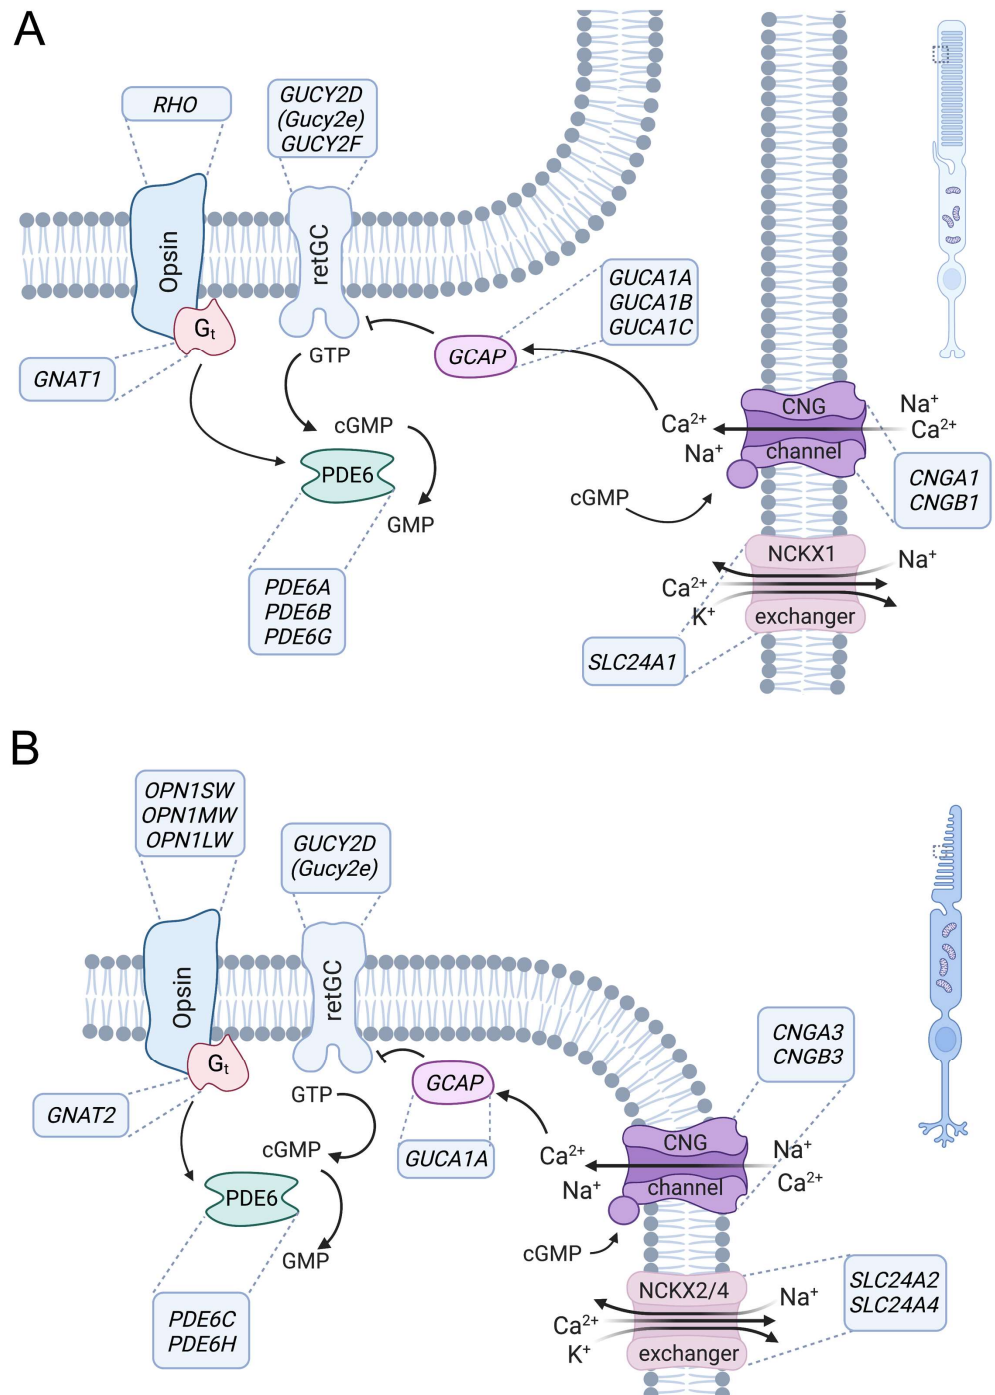 A
RHO
GUCY2D
(Gucy2e)
GUCY2F
Opsin
retGC
Gt
GNAT1
GTP
GCAP
GUCA1A
GUCA1B
GUCA1C
cGMP
PDE6
GMP
PDE6A
PDE6B
PDE6G
Ca2+
Na+
CNG
channel
Na+
Ca2+
CNGA1
CNGB1
cGMP
NCKX1
exchanger
Na+
Ca2+
K+
SLC24A1
B
OPN1SW
OPN1MW
OPN1LW
GUCY2D
(Gucy2e)
Opsin
retGC
Gt
GNAT2
GTP
GCAP
GUCA1A
cGMP
PDE6
GMP
PDE6C
PDE6H
CNGA3
CNGB3
Ca2+
Na+
CNG
channel
Na+
Ca2+
cGMP
NCKX2/4
exchanger
Na+
Ca2+
K+
SLC24A2
SLC24A4